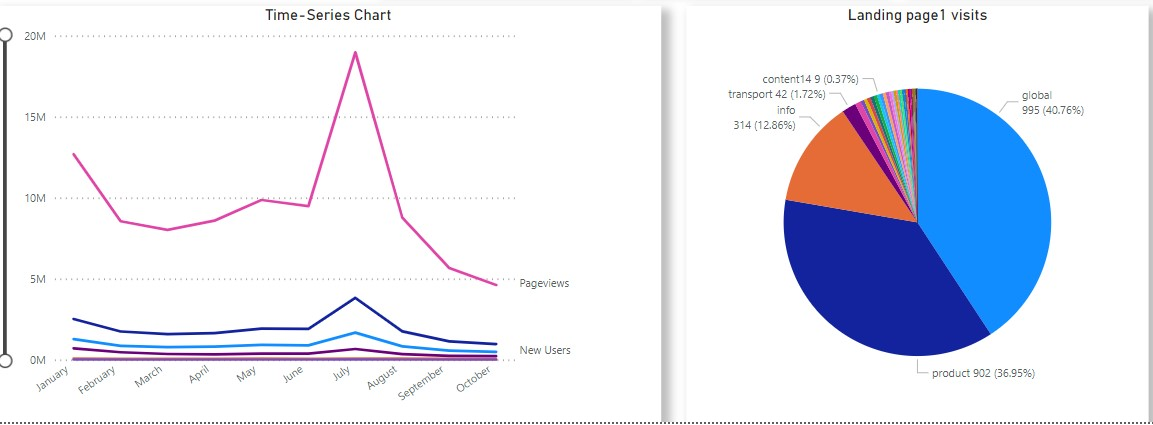 Time-Series Chart
20M
15M
10M
5M
0M
Pageviews
New Users
January
February
March
April
May
June
July
August
September
October
Landing page1 visits
content14 9 (0.37%)
transport 42 (1.72%)
info
314 (12.86%)
global
995 (40.76%)
product 902 (36.95%)